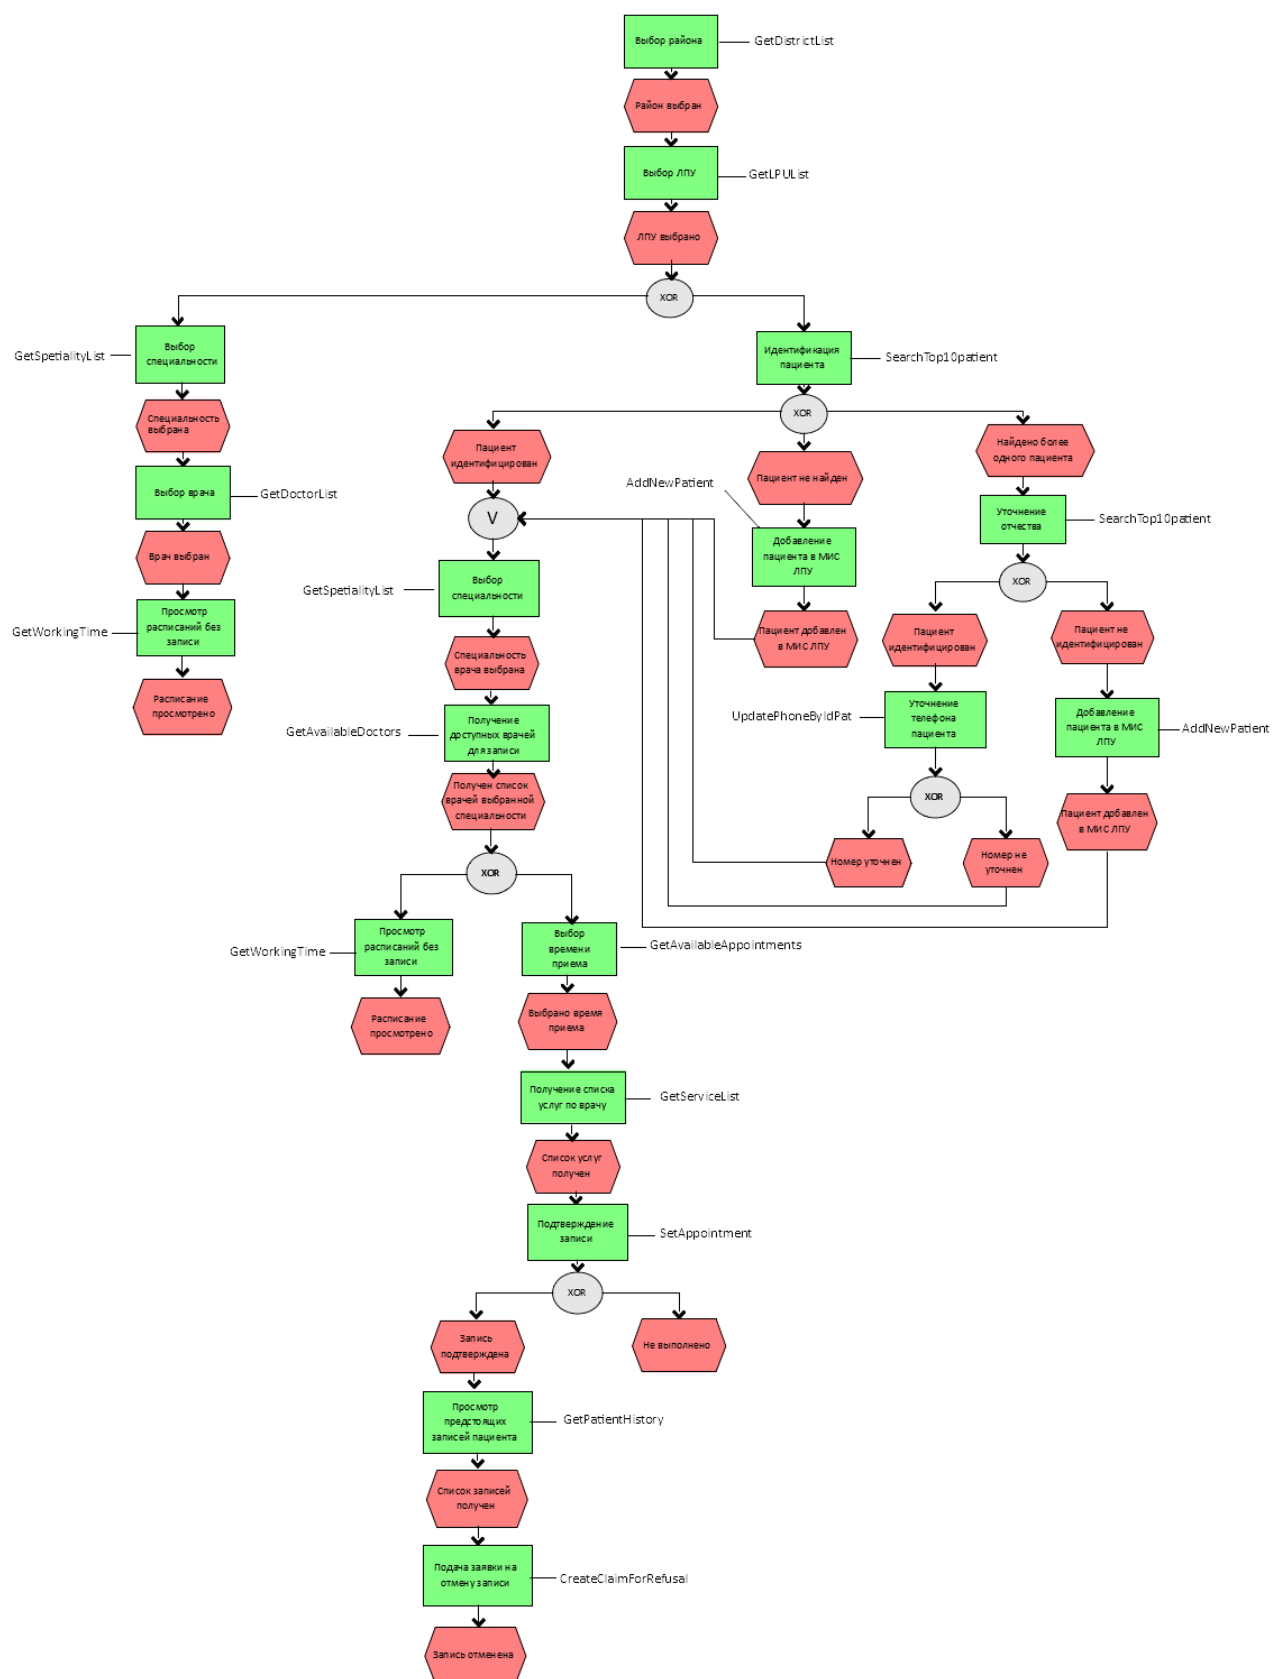 Выбор района
GetDistrictList
Район выбран
Выбор ЛПУ
GetLPUList
ЛПУ выбрано
XOR
GetSpetialityList
Выбор
специальности
Идентификация
пациента
SearchTop10patient
XOR
Специальность
выбрана
Пациент
идентифицирован
Пациент не найден
Найдено более
одного пациента
Выбор врача
GetDoctorList
AddNewPatient
V
Уточнение
отчества
SearchTop10patient
Врач выбран
Добавление
пациента в МИС
ЛПУ
XOR
GetSpetialityList
Выбор
специальности
GetWorkingTime
Просмотр
расписаний без
записи
Пациент добавлен
в МИС ЛПУ
Пациент
идентифицирован
Пациент не
идентифицирован
Специальность
врача выбрана
Расписание
просмотрено
GetAvailableDoctors
Получение
доступных врачей
для записи
UpdatePhoneByIdPat
Уточнение
телефона
пациента
Добавление
пациента в МИС
ЛПУ
AddNewPatient
Получен список
врачей выбранной
специальности
XOR
Пациент добавлен
в МИС ЛПУ
XOR
Номер уточнен
Номер не
уточнен
GetWorkingTime
Просмотр
расписаний без
записи
Выбор
времени
приема
GetAvailableAppointments
Расписание
просмотрено
Выбрано время
приема
Получение списка
услуг по врачу
GetServiceList
Список услуг
получен
Подтверждение
записи
SetAppointment
XOR
Запись
подтверждена
Не выполнено
Просмотр
предстоящих
записей пациента
GetPatientHistory
Список записей
получен
Подача заявки на
отмену записи
CreateClaimForRefusal
Запись отменена